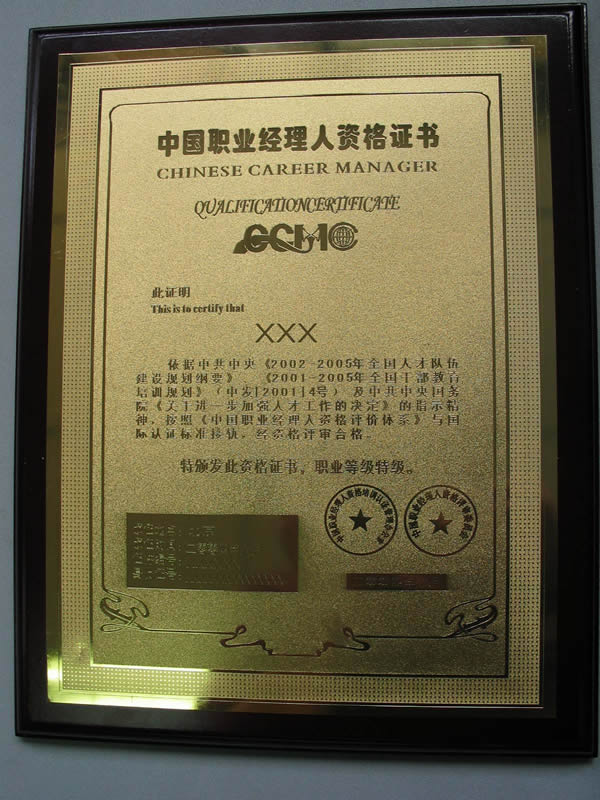 中国职业经理人资格证书
CHINESE CAREER MANAGER
QUALIFICATIONCERTIFICATE
CCMC
此证明
This is to certify that
XXX
依据中共中央《2002-2005年全国人才队伍
建设规划纲要》 《2001-2005年全国干部教育
培训规划》(中发[2001]4号)及中共中央国务
院《关于进一步加强人才工作的决定》的指示精
神,按照《中国职业经理人资格评价体系》与国
际认证标准接轨,经资格评审合格。
特颁发此资格证书,职业等级特级。